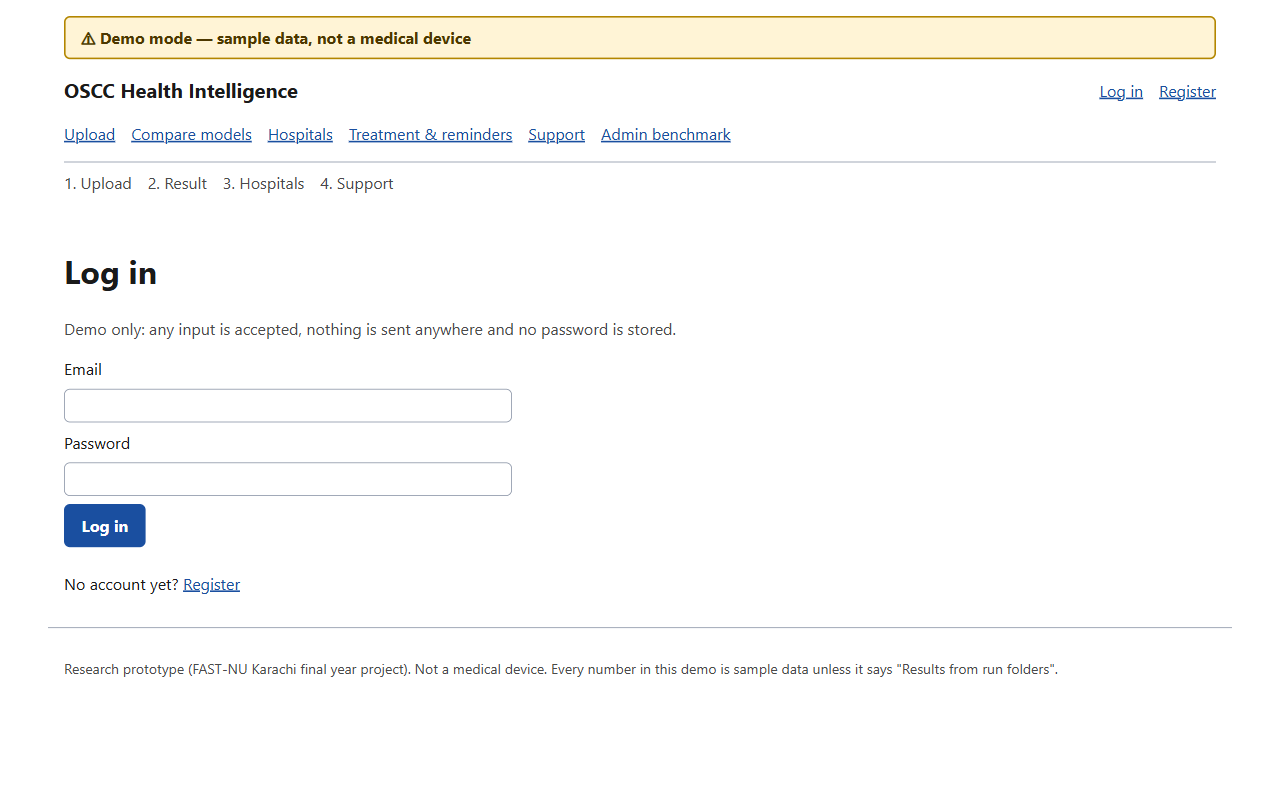 ⚠ Demo mode — sample data, not a medical device
OSCC Health Intelligence
Log in Register
Upload Compare models Hospitals Treatment & reminders Support Admin benchmark
1. Upload 2. Result 3. Hospitals 4. Support
Log in
Demo only: any input is accepted, nothing is sent anywhere and no password is stored.
Email
Password
Log in
No account yet? Register
Research prototype (FAST-NU Karachi final year project). Not a medical device. Every number in this demo is sample data unless it says "Results from run folders".